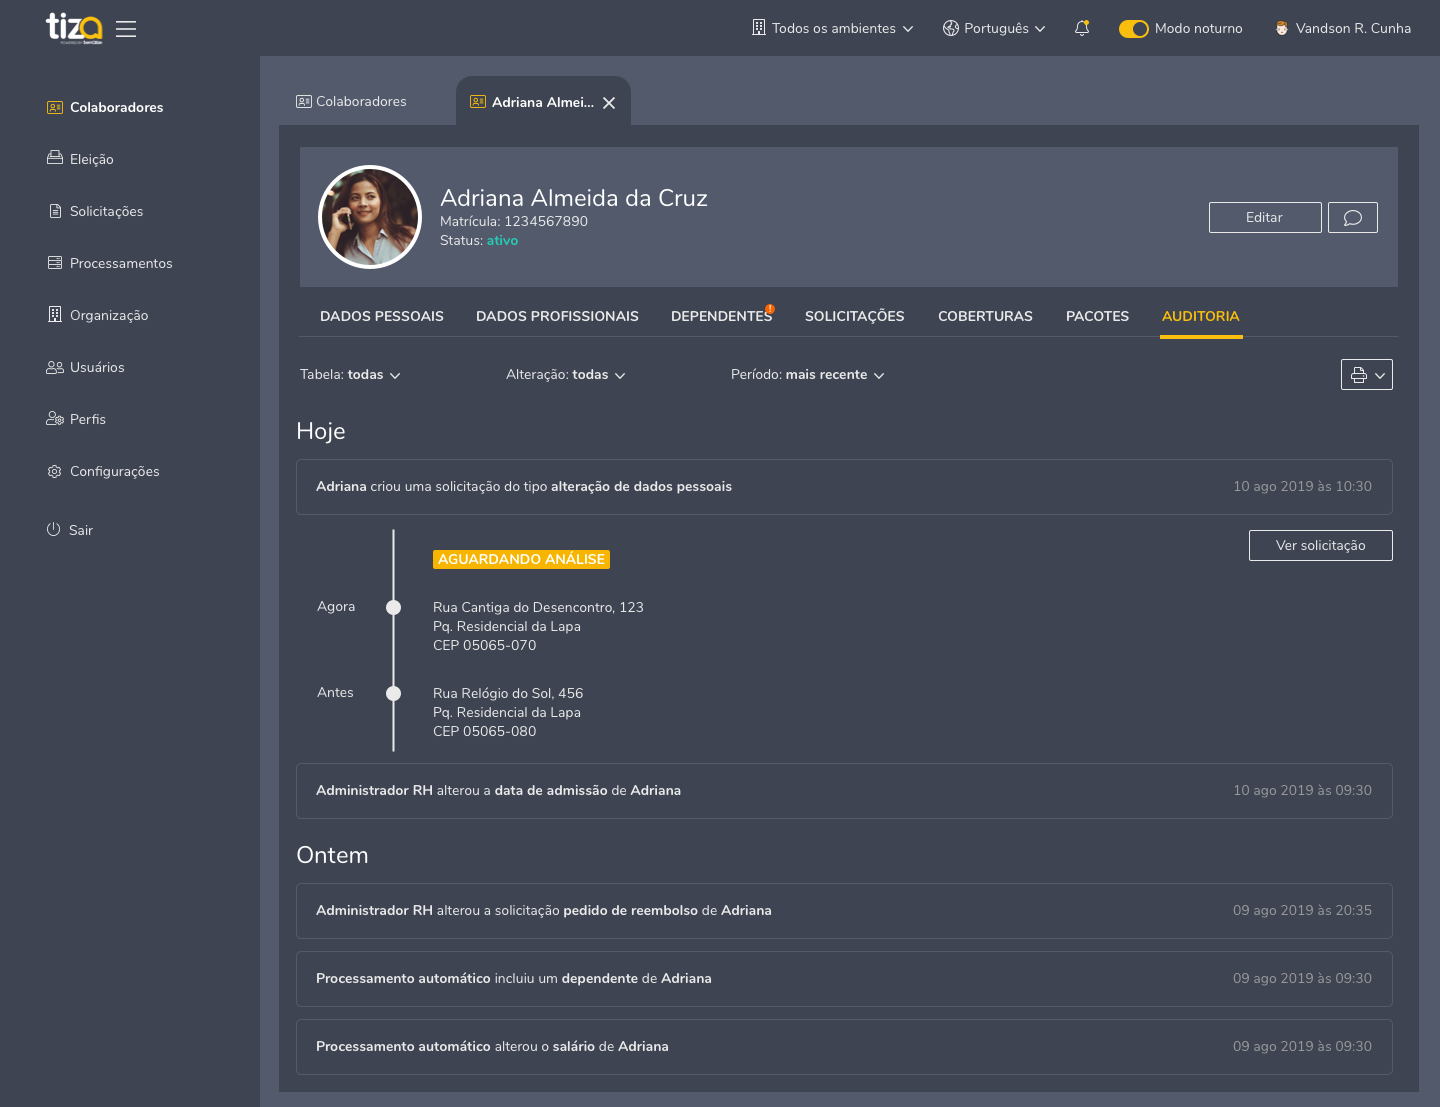 tiza
Todos os ambientes
Português
Modo noturno
Vandson R. Cunha
Colaboradores
Eleição
Solicitações
Processamentos
Organização
Usuários
Perfis
Configurações
Sair
Colaboradores
Adriana Almei...
Adriana Almeida da Cruz
Matrícula: 1234567890
Status: ativo
Editar
DADOS PESSOAIS
DADOS PROFISSIONAIS
DEPENDENTES
!
SOLICITAÇÕES
COBERTURAS
PACOTES
AUDITORIA
Tabela: todas
Alteração: todas
Período: mais recente
Hoje
Adriana criou uma solicitação do tipo alteração de dados pessoais
10 ago 2019 às 10:30
AGUARDANDO ANÁLISE
Ver solicitação
Agora
Rua Cantiga do Desencontro, 123
Pq. Residencial da Lapa
CEP 05065-070
Antes
Rua Relógio do Sol, 456
Pq. Residencial da Lapa
CEP 05065-080
Administrador RH alterou a data de admissão de Adriana
10 ago 2019 às 09:30
Ontem
Administrador RH alterou a solicitação pedido de reembolso de Adriana
09 ago 2019 às 20:35
Processamento automático incluiu um dependente de Adriana
09 ago 2019 às 09:30
Processamento automático alterou o salário de Adriana
09 ago 2019 às 09:30